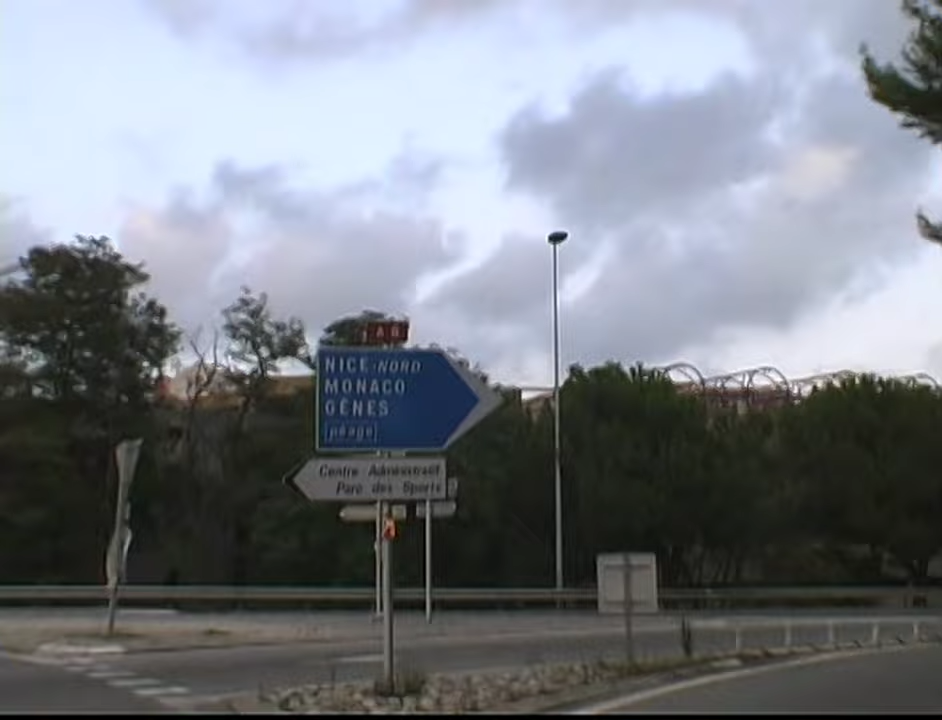 A8
NICE-NORD
MONACO
GÊNES
péage
Centre Administratif
Parc des Sports